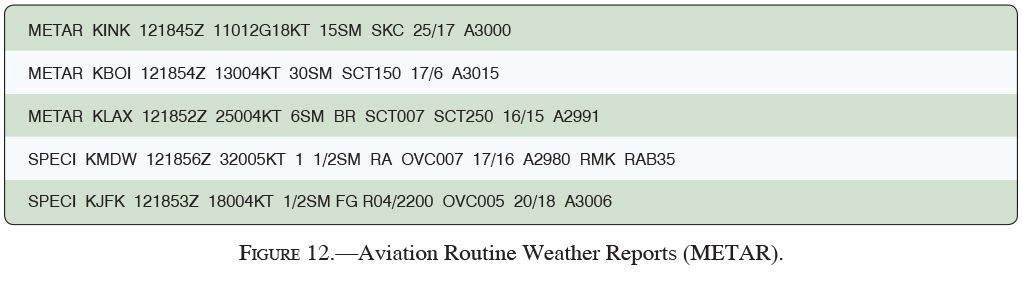 METAR KINK 121845Z 11012G18KT 15SM SKC 25/17 A3000
METAR KBOI 121854Z 13004KT 30SM SCT150 17/6 A3015
METAR KLAX 121852Z 25004KT 6SM BR SCT007 SCT250 16/15 A2991
SPECI KMDW 121856Z 32005KT 1 1/2SM RA OVC007 17/16 A2980 RMK RAB35
SPECI KJFK 121853Z 18004KT 1/2SM FG R04/2200 OVC005 20/18 A3006
FIGURE 12.—Aviation Routine Weather Reports (METAR).